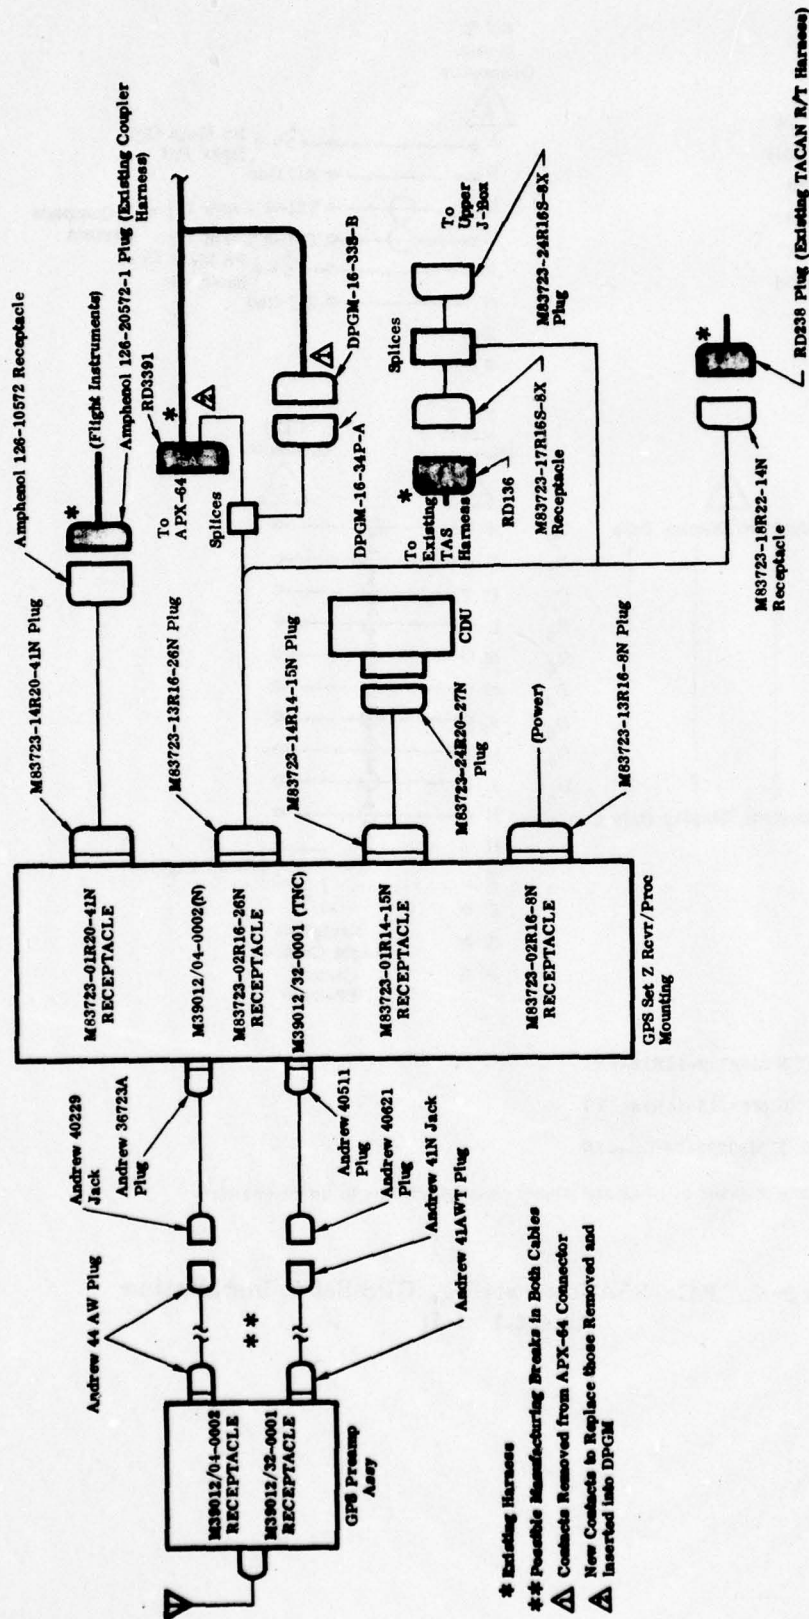 Andrew 44 AW Plug
Andrew 40229
Jack
Andrew 36723A
Plug
Andrew 40511
Plug
Andrew 40621
Plug
Andrew 41N Jack
Andrew 41AWT Plug
* *
M39012/04-0002
RECEPTACLE
M39012/32-0001
RECEPTACLE
GPS Preamp
Assy
M83723-01R20-41N
RECEPTACLE
M39012/04-0002(N)
M83723-02R16-26N
RECEPTACLE
M39012/32-0001 (TNC)
M83723-01R14-15N
RECEPTACLE
M83723-02R16-8N
RECEPTACLE
GPS Set Z Rcvr/Proc
Mounting
M83723-14R20-41N Plug
M83723-13R16-26N Plug
M83723-14R14-15N Plug
M83723-24R20-27N
Plug
CDU
(Power)
M83723-13R16-8N Plug
Amphenol 126-10572 Receptacle
*
(Flight Instruments)
Amphenol 126-20572-1 Plug (Existing Coupler
Harness)
RD3391
*
To
APX-64
2
Splices
1
DPGM-16-33S-B
DPGM-16-34P-A
To
Upper
J-Box
Splices
M83723-24R16S-8X
Plug
*
To
Existing
TAS
Harness
RD136
M83723-17R16S-8X
Receptacle
*
M83723-18R22-14N
Receptacle
RD238 Plug (Existing TACAN R/T Harness)
* Existing Harness
** Possible Manufacturing Breaks in Both Cables
1 Contacts Removed from APX-64 Connector
New Contacts to Replace those Removed and
2 Inserted into DPGM